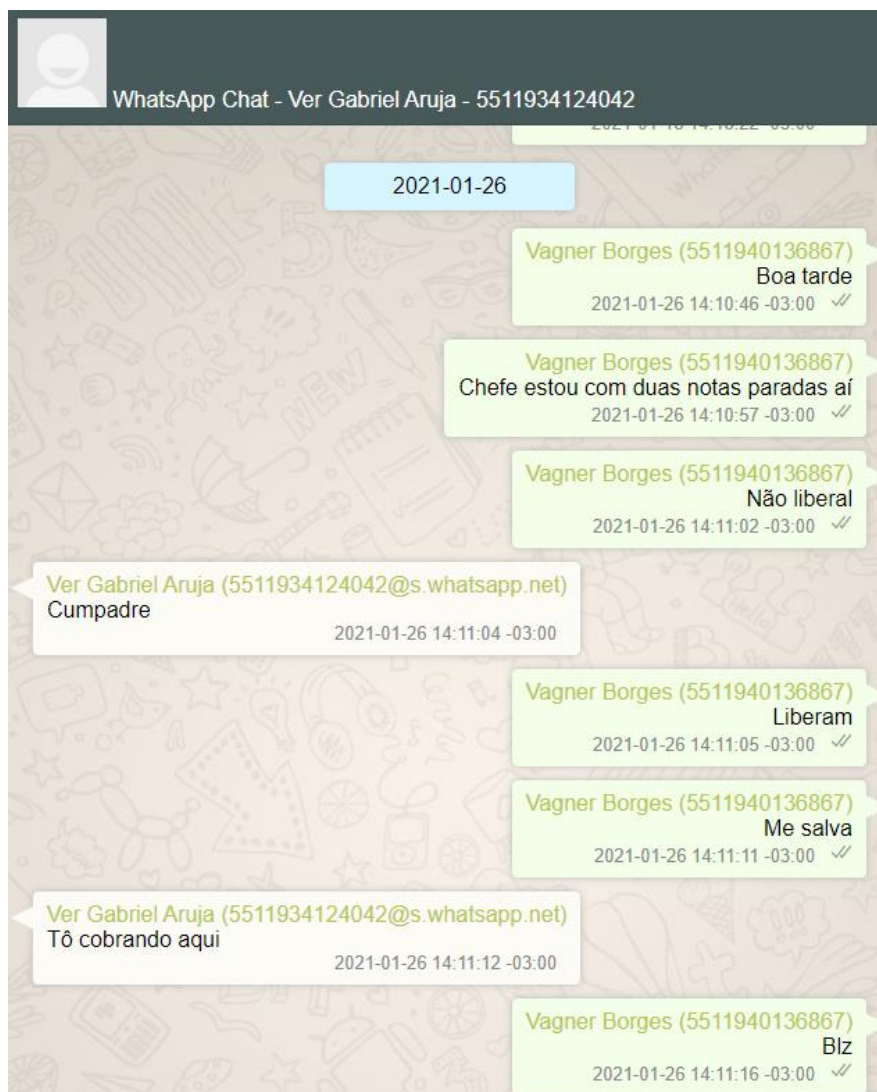 WhatsApp Chat - Ver Gabriel Aruja - 5511934124042
2021-01-26
Vagner Borges (5511940136867)
Boa tarde
2021-01-26 14:10:46 -03:00
Vagner Borges (5511940136867)
Chefe estou com duas notas paradas aí
2021-01-26 14:10:57 -03:00
Vagner Borges (5511940136867)
Não liberal
2021-01-26 14:11:02 -03:00
Ver Gabriel Aruja (5511934124042@s.whatsapp.net)
Cumpadre
2021-01-26 14:11:04 -03:00
Vagner Borges (5511940136867)
Liberam
2021-01-26 14:11:05 -03:00
Vagner Borges (5511940136867)
Me salva
2021-01-26 14:11:11 -03:00
Ver Gabriel Aruja (5511934124042@s.whatsapp.net)
Tô cobrando aqui
2021-01-26 14:11:12 -03:00
Vagner Borges (5511940136867)
Blz
2021-01-26 14:11:16 -03:00